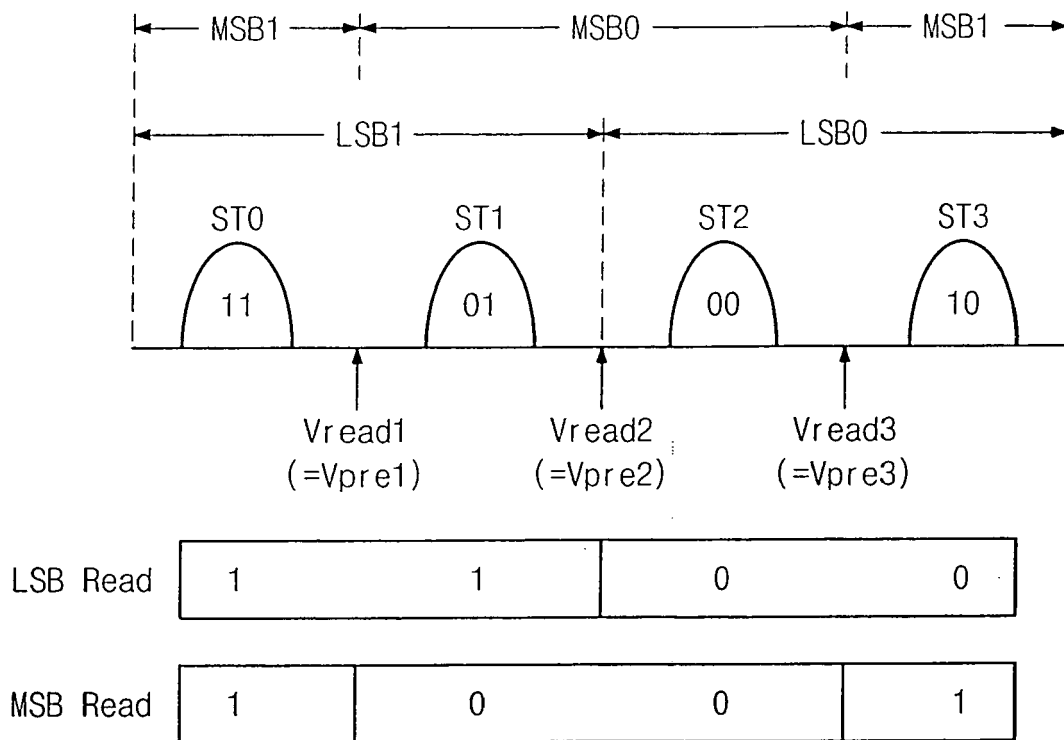 MSB1 MSB0 MSB1
LSB1 LSB0
ST0 ST1 ST2 ST3
11 01 00 10
Vread1 Vread2 Vread3
(=Vpre1) (=Vpre2) (=Vpre3)
LSB Read 1 1 0 0
MSB Read 1 0 0 1